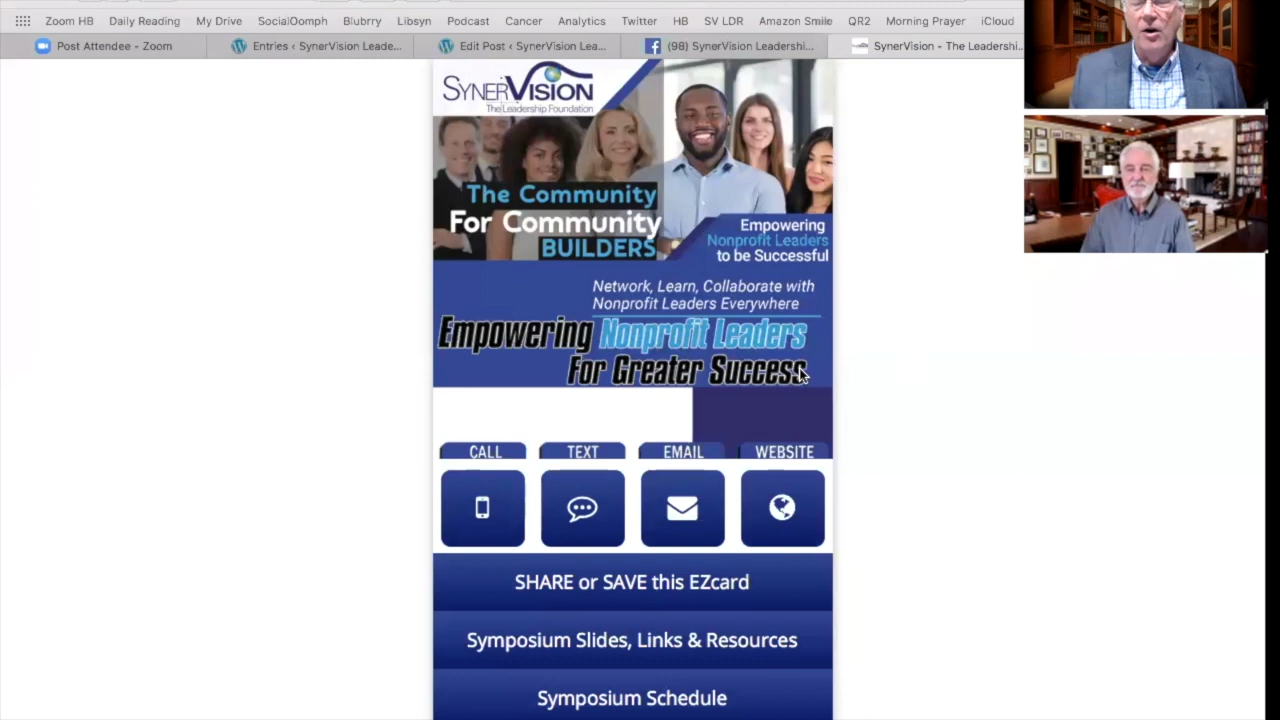 Zoom HB Daily Reading My Drive SocialOomph Blubrry Libsyn Podcast Cancer Analytics Twitter HB SV LDR Amazon Smile QR2 Morning Prayer iCloud
Post Attendee - Zoom Entries ‹ SynerVision Leade... Edit Post ‹ SynerVision Lea... (98) SynerVision Leadershi... SynerVision - The Leadershi...
SYNERVISION
The Leadership Foundation
The Community
For Community
BUILDERS
Empowering
Nonprofit Leaders
to be Successful
Network, Learn, Collaborate with
Nonprofit Leaders Everywhere
Empowering Nonprofit Leaders
For Greater Success
CALL TEXT EMAIL WEBSITE
SHARE or SAVE this EZcard
Symposium Slides, Links & Resources
Symposium Schedule